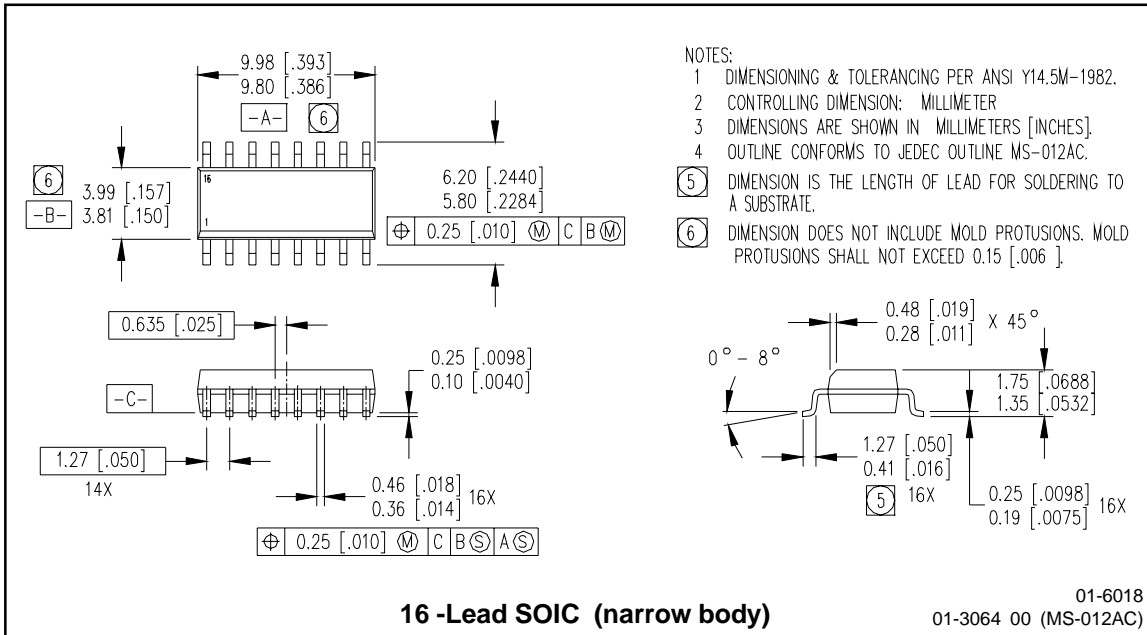 9.98 [.393]
9.80 [.386]
-A- 6
6
3.99 [.157]
3.81 [.150]
-B-
16
1
6.20 [.2440]
5.80 [.2284]
⌖ 0.25 [.010] Ⓜ C B Ⓜ
NOTES:
1 DIMENSIONING & TOLERANCING PER ANSI Y14.5M-1982.
2 CONTROLLING DIMENSION: MILLIMETER
3 DIMENSIONS ARE SHOWN IN MILLIMETERS [INCHES].
4 OUTLINE CONFORMS TO JEDEC OUTLINE MS-012AC.
5 DIMENSION IS THE LENGTH OF LEAD FOR SOLDERING TO
A SUBSTRATE.
6 DIMENSION DOES NOT INCLUDE MOLD PROTUSIONS. MOLD
PROTUSIONS SHALL NOT EXCEED 0.15 [.006 ].
0.635 [.025]
0.25 [.0098]
0.10 [.0040]
-C-
1.27 [.050]
14X
0.46 [.018]
0.36 [.014]
16X
⌖ 0.25 [.010] Ⓜ C B Ⓢ A Ⓢ
0.48 [.019]
0.28 [.011]
X 45°
0° - 8°
1.75 [.0688]
1.35 [.0532]
1.27 [.050]
0.41 [.016]
5 16X
0.25 [.0098]
0.19 [.0075]
16X
16 -Lead SOIC (narrow body)
01-6018
01-3064 00 (MS-012AC)